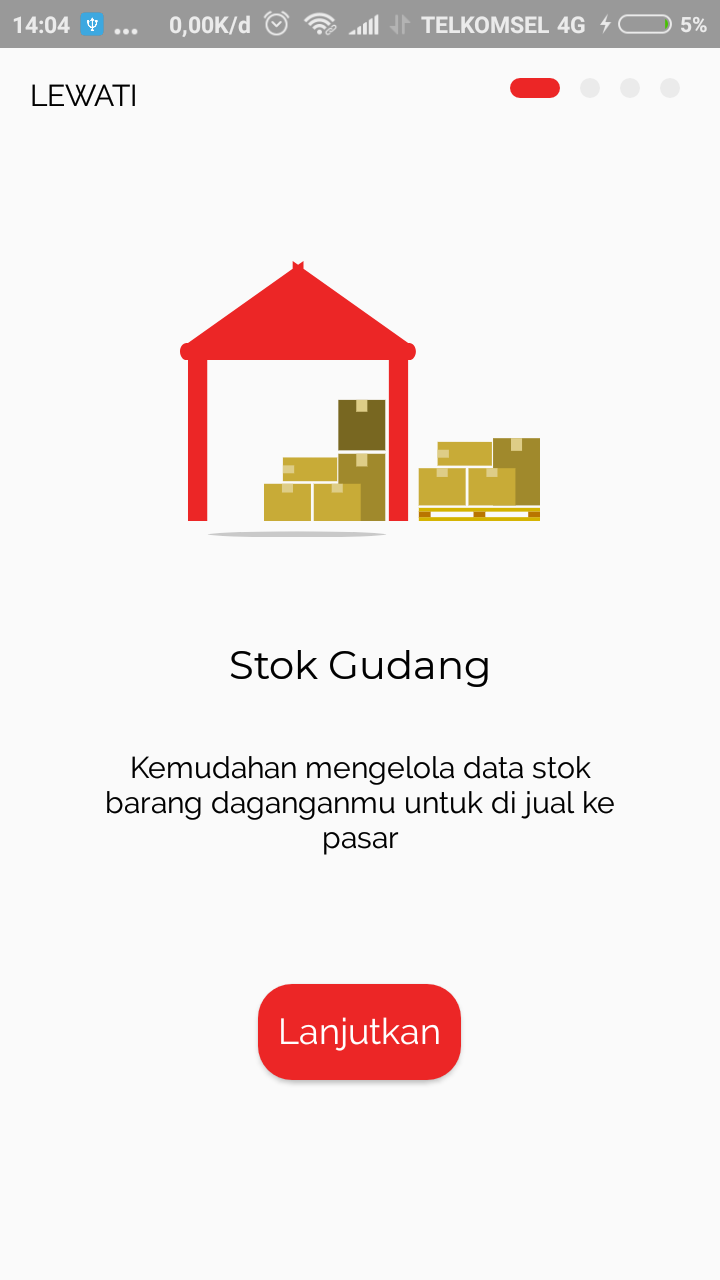 14:04 ... 0,00K/d TELKOMSEL 4G 5%
LEWATI
Stok Gudang
Kemudahan mengelola data stok
barang daganganmu untuk di jual ke
pasar
Lanjutkan